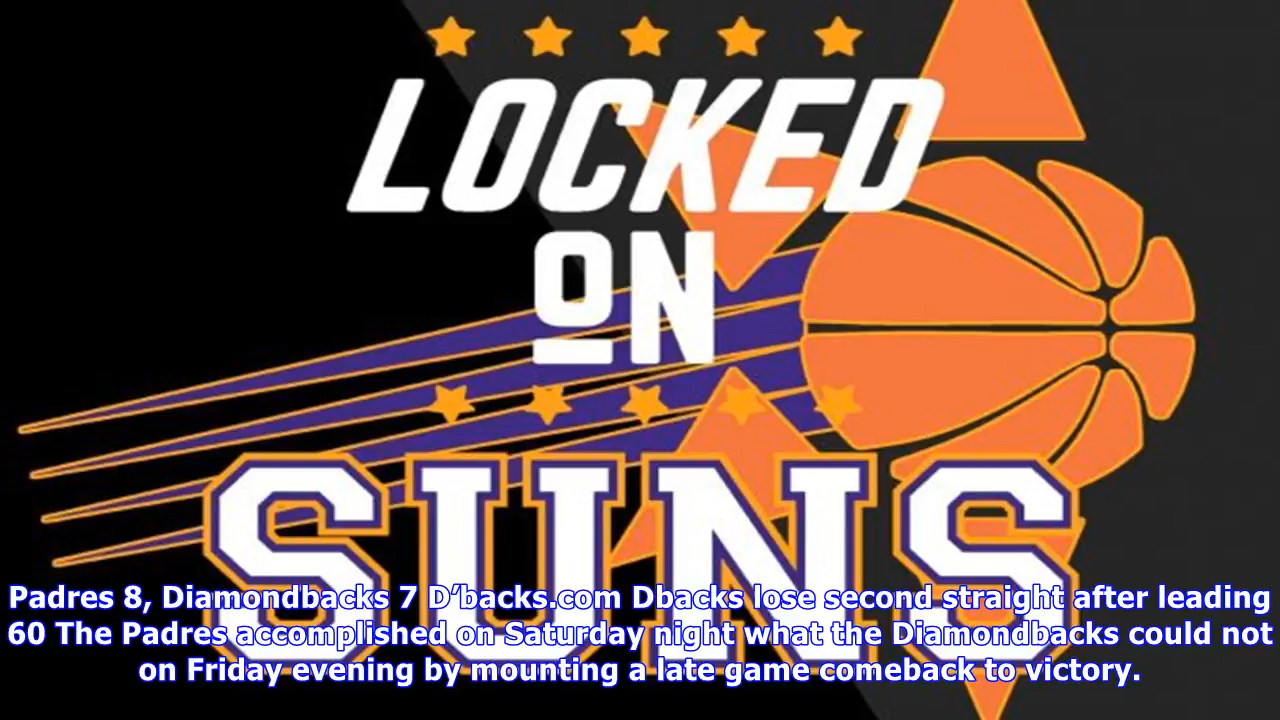 LOCKED
ON
SUNS
Padres 8, Diamondbacks 7 D’backs.com Dbacks lose second straight after leading
60 The Padres accomplished on Saturday night what the Diamondbacks could not
on Friday evening by mounting a late game comeback to victory.